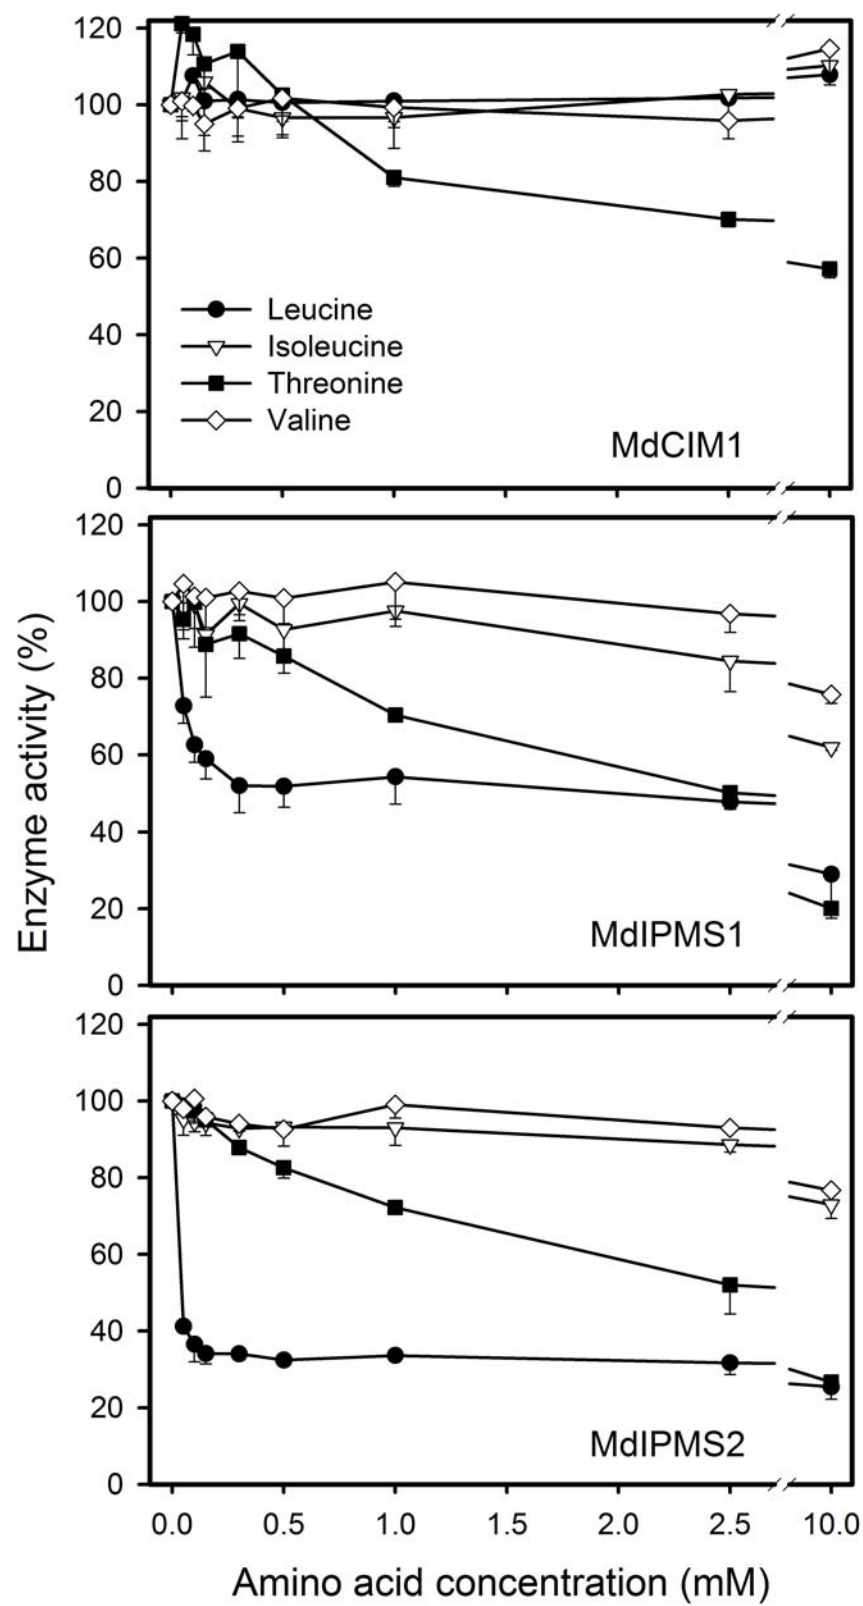 120
100
80
60
40
20
0
Leucine
Isoleucine
Threonine
Valine
MdCIM1
120
100
80
60
40
20
0
MdIPMS1
Enzyme activity (%)
120
100
80
60
40
20
0
MdIPMS2
0.0 0.5 1.0 1.5 2.0 2.5 10.0
Amino acid concentration (mM)